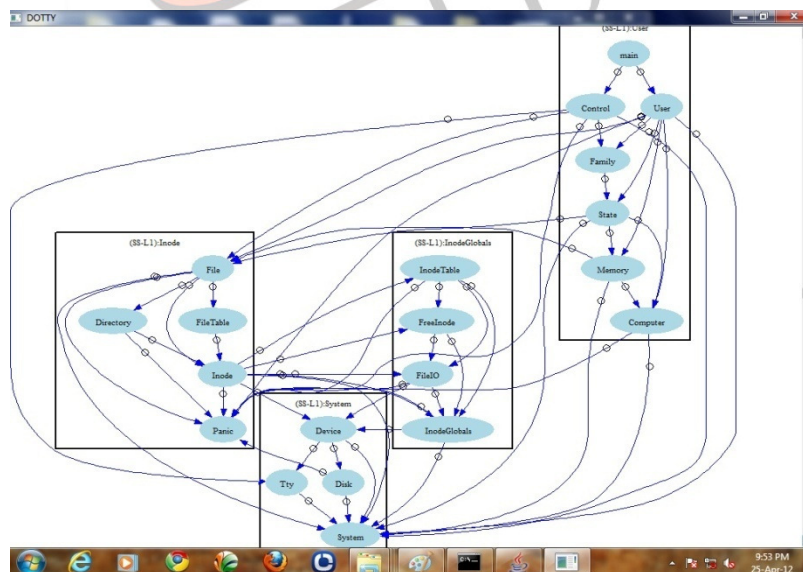 DOTTY
(SS-L1):User
main
Control
User
Family
State
Memory
Computer
(SS-L1):Inode
File
Directory
FileTable
Inode
Panic
(SS-L1):InodeGlobals
InodeTable
FreeInode
FileIO
InodeGlobals
(SS-L1):System
Device
Tty
Disk
System
9:53 PM
25-Apr-12